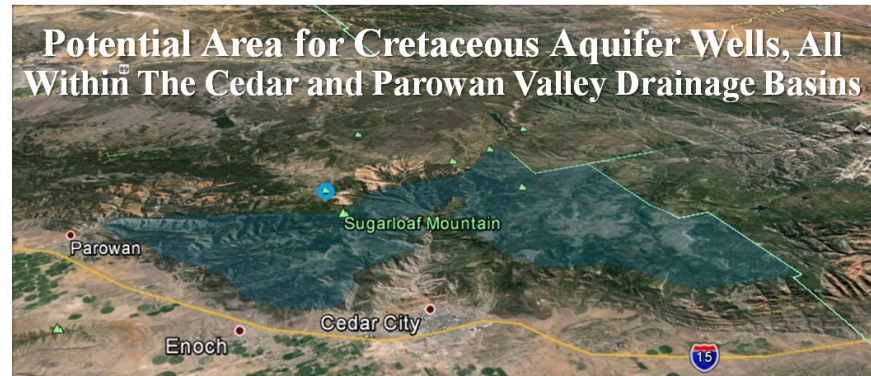 Potential Area for Cretaceous Aquifer Wells, All
Within The Cedar and Parowan Valley Drainage Basins
89
Sugarloaf Mountain
Parowan
Cedar City
Enoch
15